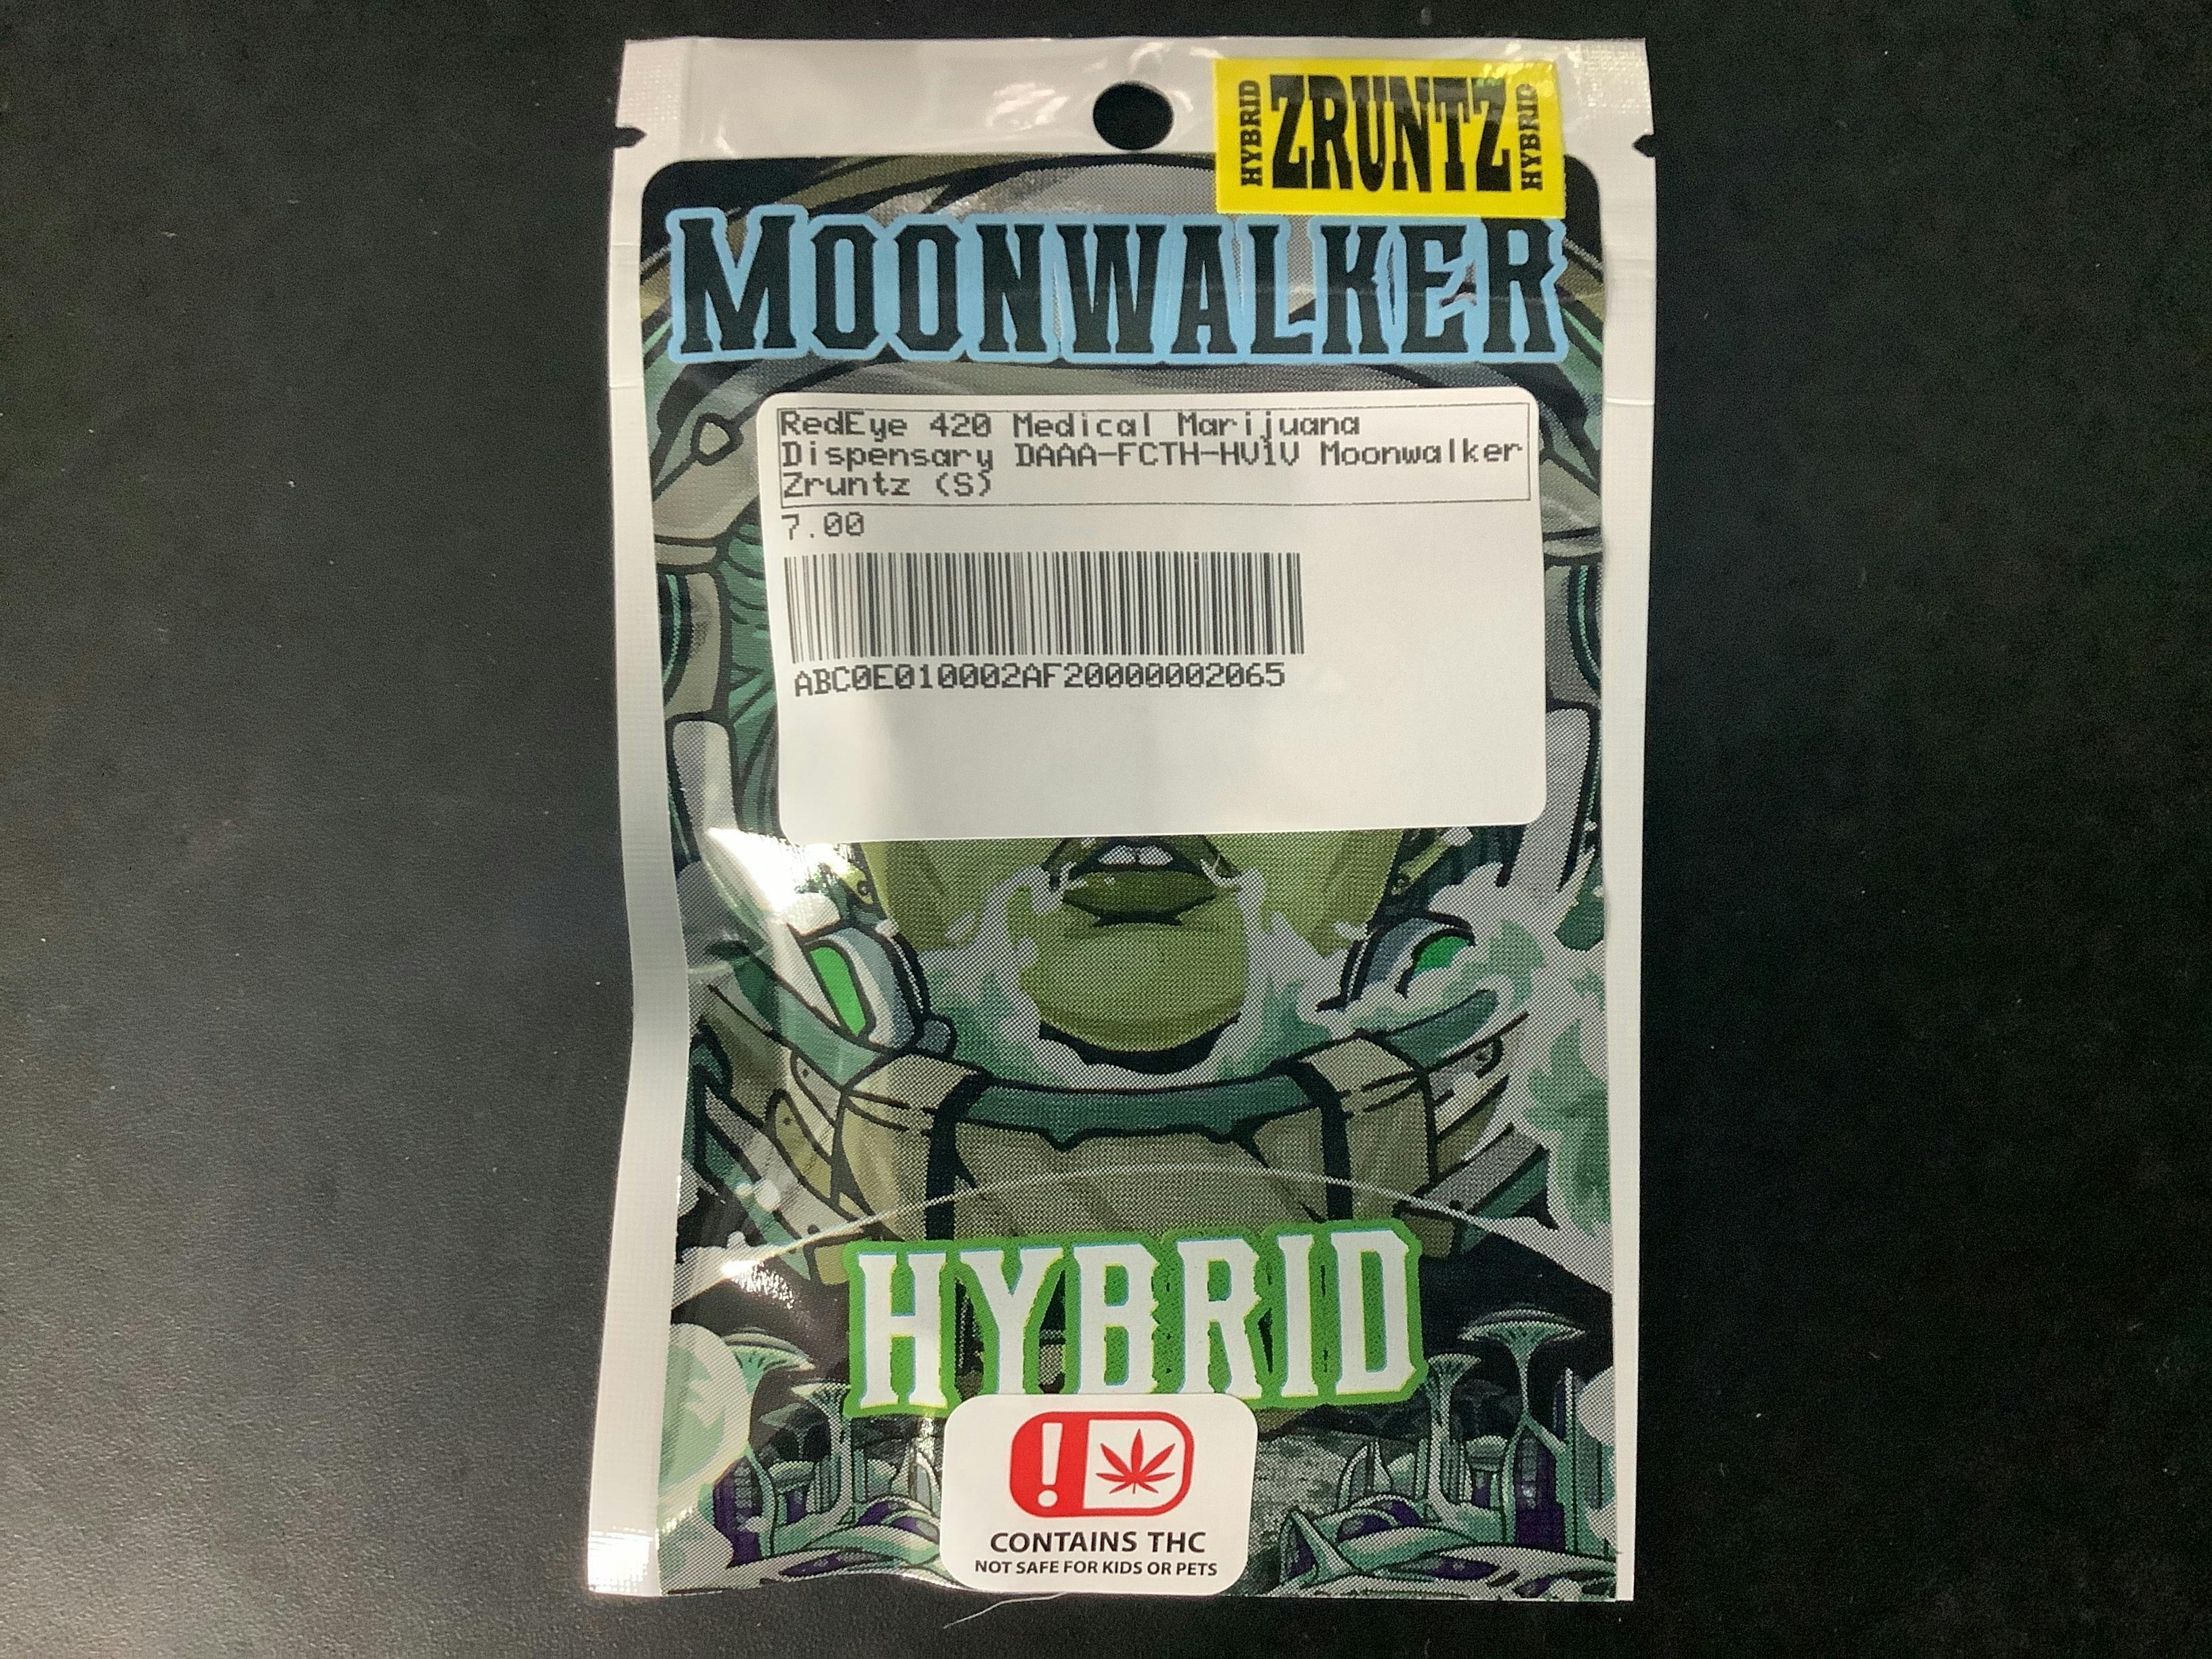 HYBRID ZRUNTZ HYBRID
MOONWALKER
RedEye 420 Medical Marijuana
Dispensary DAAA-FCTH-HV1V Moonwalker
Zruntz (S)
7.00
ABC0E010002AF20000002065
HYBRID
CONTAINS THC
NOT SAFE FOR KIDS OR PETS